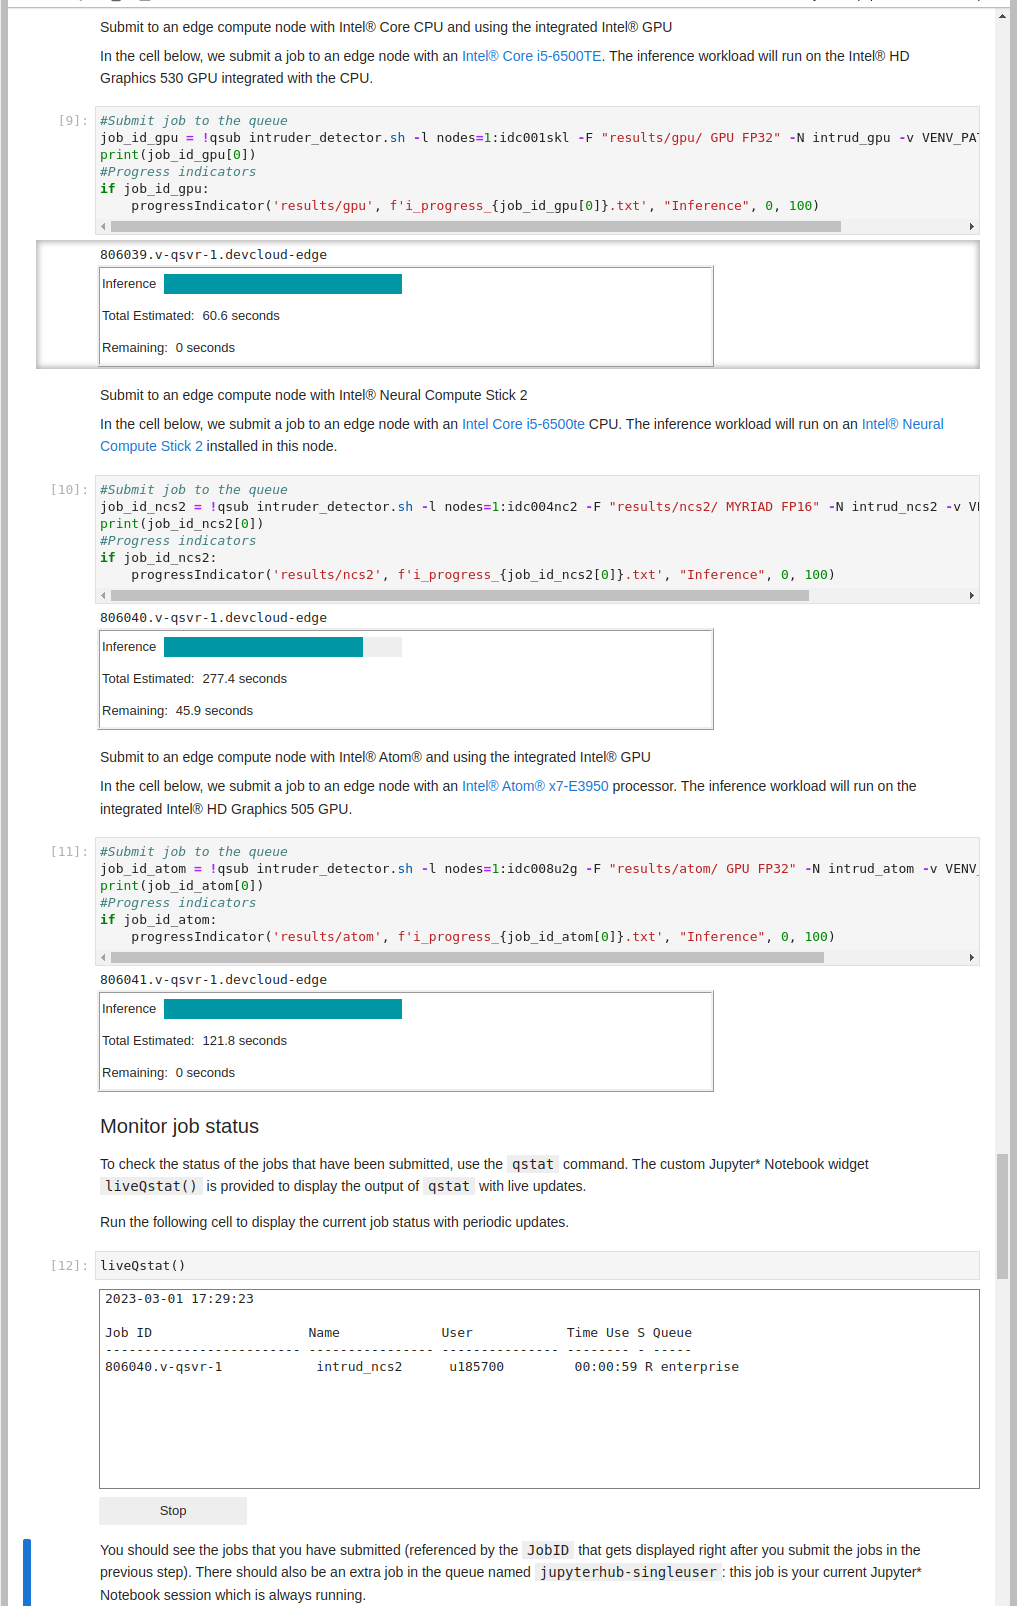 Submit to an edge compute node with Intel® Core CPU and using the integrated Intel® GPU
In the cell below, we submit a job to an edge node with an Intel® Core i5-6500TE. The inference workload will run on the Intel® HD
Graphics 530 GPU integrated with the CPU.
[9]: #Submit job to the queue
job_id_gpu = !qsub intruder_detector.sh -l nodes=1:idc001skl -F "results/gpu/ GPU FP32" -N intrud_gpu -v VENV_PAT
print(job_id_gpu[0])
#Progress indicators
if job_id_gpu:
    progressIndicator('results/gpu', f'i_progress_{job_id_gpu[0]}.txt', "Inference", 0, 100)
806039.v-qsvr-1.devcloud-edge
Inference
Total Estimated: 60.6 seconds
Remaining: 0 seconds
Submit to an edge compute node with Intel® Neural Compute Stick 2
In the cell below, we submit a job to an edge node with an Intel Core i5-6500te CPU. The inference workload will run on an Intel® Neural
Compute Stick 2 installed in this node.
[10]: #Submit job to the queue
job_id_ncs2 = !qsub intruder_detector.sh -l nodes=1:idc004nc2 -F "results/ncs2/ MYRIAD FP16" -N intrud_ncs2 -v
print(job_id_ncs2[0])
#Progress indicators
if job_id_ncs2:
    progressIndicator('results/ncs2', f'i_progress_{job_id_ncs2[0]}.txt', "Inference", 0, 100)
806040.v-qsvr-1.devcloud-edge
Inference
Total Estimated: 277.4 seconds
Remaining: 45.9 seconds
Submit to an edge compute node with Intel® Atom® and using the integrated Intel® GPU
In the cell below, we submit a job to an edge node with an Intel® Atom® x7-E3950 processor. The inference workload will run on the
integrated Intel® HD Graphics 505 GPU.
[11]: #Submit job to the queue
job_id_atom = !qsub intruder_detector.sh -l nodes=1:idc008u2g -F "results/atom/ GPU FP32" -N intrud_atom -v VENV_
print(job_id_atom[0])
#Progress indicators
if job_id_atom:
    progressIndicator('results/atom', f'i_progress_{job_id_atom[0]}.txt', "Inference", 0, 100)
806041.v-qsvr-1.devcloud-edge
Inference
Total Estimated: 121.8 seconds
Remaining: 0 seconds
Monitor job status
To check the status of the jobs that have been submitted, use the qstat command. The custom Jupyter* Notebook widget
liveQstat() is provided to display the output of qstat with live updates.
Run the following cell to display the current job status with periodic updates.
[12]: liveQstat()
2023-03-01 17:29:23
Job ID                    Name             User            Time Use S Queue
------------------------- ---------------- --------------- -------- - -----
806040.v-qsvr-1            intrud_ncs2      u185700         00:00:59 R enterprise
Stop
You should see the jobs that you have submitted (referenced by the JobID that gets displayed right after you submit the jobs in the
previous step). There should also be an extra job in the queue named jupyterhub-singleuser: this job is your current Jupyter*
Notebook session which is always running.